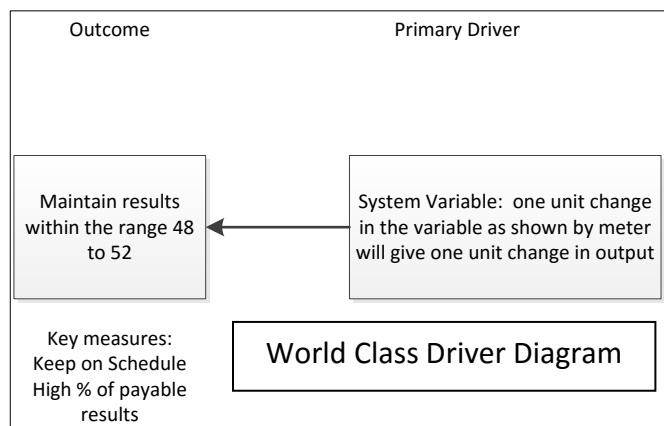 Outcome
Primary Driver
Maintain results
within the range 48
to 52
System Variable:  one unit change
in the variable as shown by meter
will give one unit change in output
Key measures:
Keep on Schedule
High % of payable
results
World Class Driver Diagram